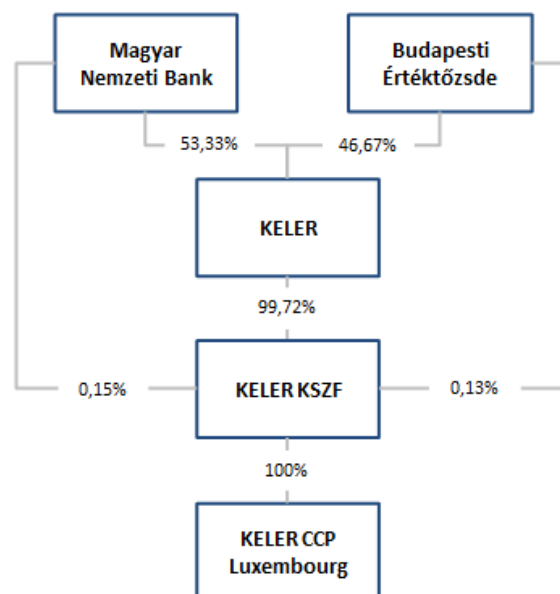 Magyar
Nemzeti Bank
Budapesti
Értéktőzsde
53,33%
46,67%
KELER
99,72%
0,15%
KELER KSZF
0,13%
100%
KELER CCP
Luxembourg